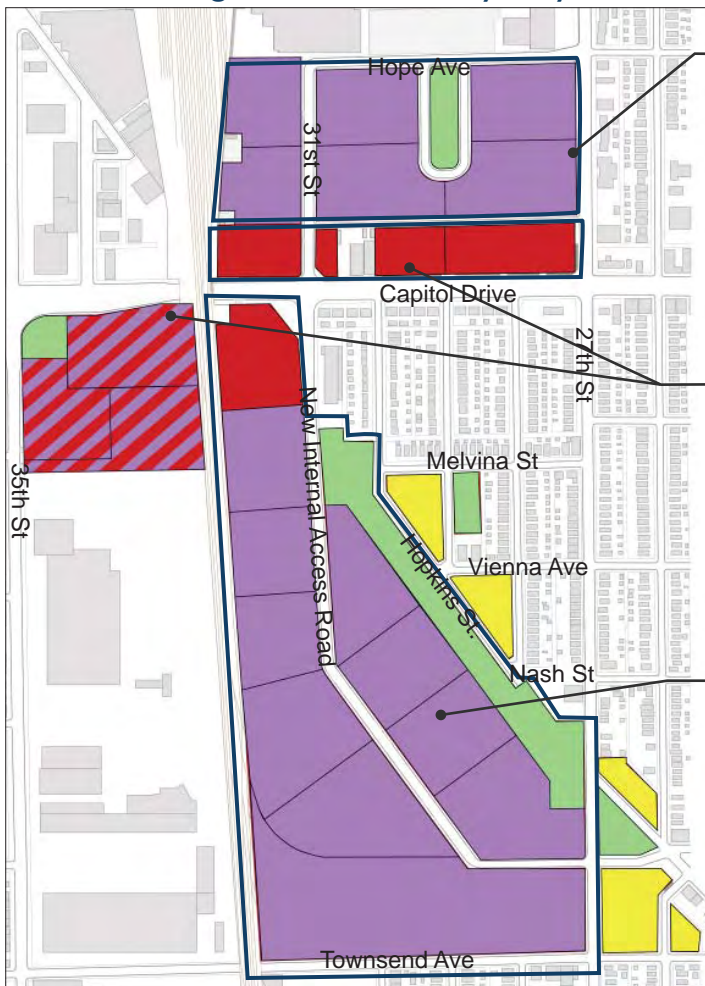 Hope Ave
31st St
Capitol Drive
27th St
New Internal Access Road
35th St
Melvina St
Hopkins St.
Vienna Ave
Nash St
Townsend Ave